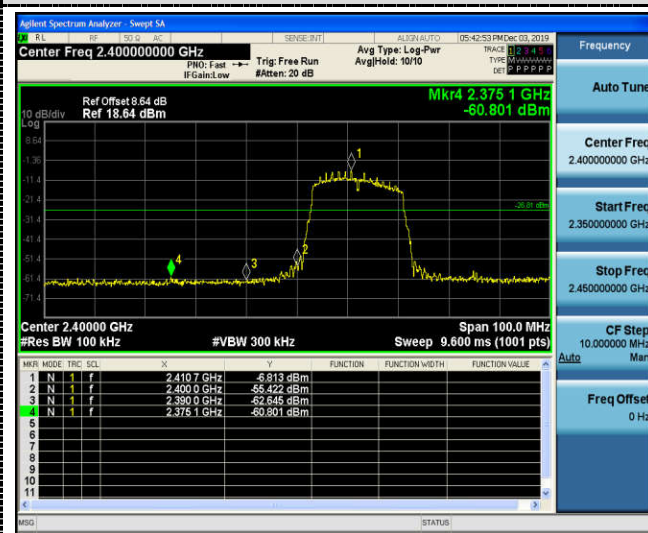 Agilent Spectrum Analyzer - Swept SA
RL RF 50 Ω AC SENSE:INT ALIGN AUTO 05:42:53 PM Dec 03, 2019
Center Freq 2.400000000 GHz
PNO: Fast
IFGain:Low
Trig: Free Run
#Atten: 20 dB
Avg Type: Log-Pwr
Avg|Hold: 10/10
TRACE 1 2 3 4 5 6
TYPE
DET P P P P P
Frequency
Auto Tune
Center Freq
2.400000000 GHz
Start Freq
2.350000000 GHz
Stop Freq
2.450000000 GHz
CF Step
10.000000 MHz
Auto Man
Freq Offset
0 Hz
Mkr4 2.375 1 GHz
-60.801 dBm
Ref Offset 8.64 dB
Ref 18.64 dBm
10 dB/div
Log
8.64
-1.36
-11.4
-21.4
-31.4
-41.4
-51.4
-61.4
-71.4
1
2
3
4
-26.81 dBm
Center 2.40000 GHz
Span 100.0 MHz
#Res BW 100 kHz
#VBW 300 kHz
Sweep 9.600 ms (1001 pts)
MKR MODE TRC SCL X Y FUNCTION FUNCTION WIDTH FUNCTION VALUE
1 N 1 f 2.410 7 GHz -6.813 dBm
2 N 1 f 2.400 0 GHz -55.422 dBm
3 N 1 f 2.390 0 GHz -62.645 dBm
4 N 1 f 2.375 1 GHz -60.801 dBm
5
6
7
8
9
10
11
MSG
STATUS